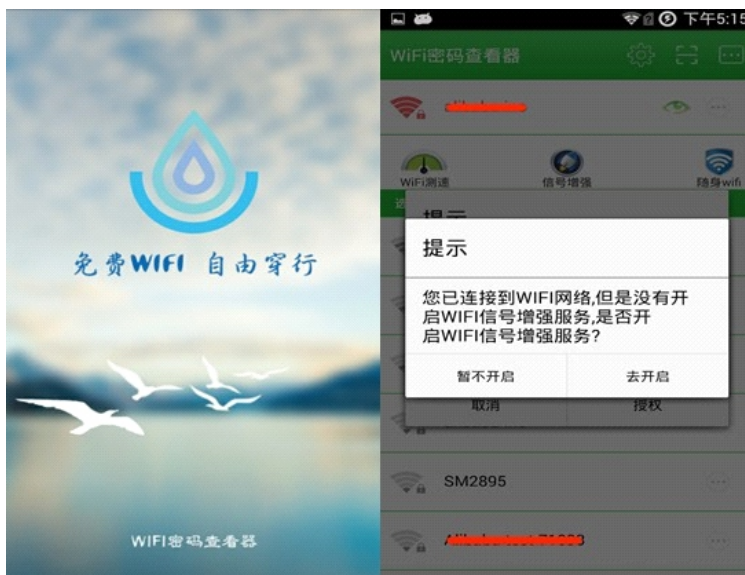 免费WIFI 自由穿行
WIFI密码查看器
下午5:15
WiFi密码查看器
WiFi测速
信号增强
随身wifi
提示
提示
您已连接到WIFI网络,但是没有开
启WIFI信号增强服务,是否开
启WIFI信号增强服务?
暂不开启
去开启
取消
授权
SM2895